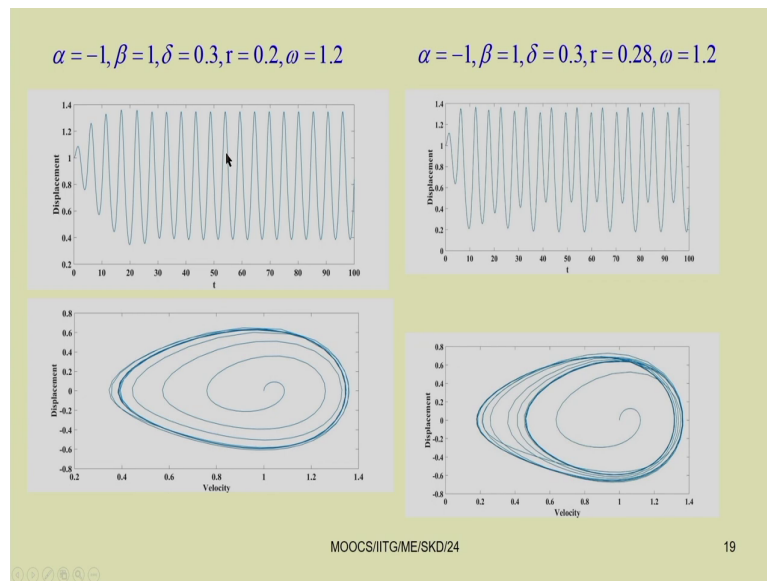 α = −1, β = 1, δ = 0.3, r = 0.2, ω = 1.2
α = −1, β = 1, δ = 0.3, r = 0.28, ω = 1.2
1.4
1.2
1
0.8
0.6
0.4
0.2
Displacement
0 10 20 30 40 50 60 70 80 90 100
t
1.4
1.2
1
0.8
0.6
0.4
0.2
0
Displacement
0 10 20 30 40 50 60 70 80 90 100
t
0.8
0.6
0.4
0.2
0
-0.2
-0.4
-0.6
-0.8
Displacement
0.2 0.4 0.6 0.8 1 1.2 1.4
Velocity
0.8
0.6
0.4
0.2
0
-0.2
-0.4
-0.6
-0.8
Displacement
0 0.2 0.4 0.6 0.8 1 1.2 1.4
Velocity
MOOCS/IITG/ME/SKD/24
19